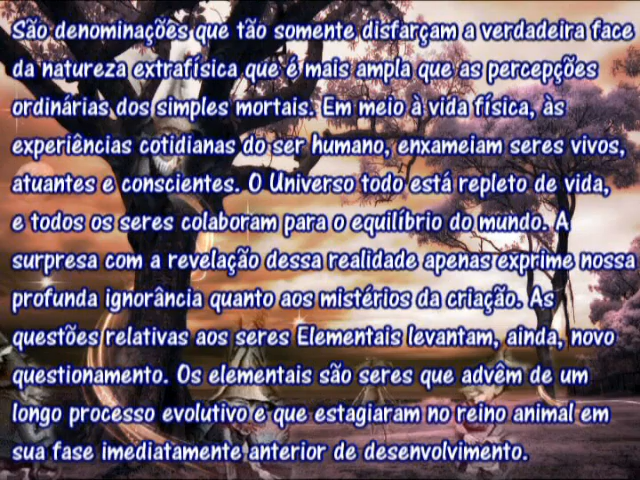 São denominações que tão somente disfarçam a verdadeira face
da natureza extrafísica que é mais ampla que as percepções
ordinárias dos simples mortais. Em meio à vida física, às
experiências cotidianas do ser humano, enxameiam seres vivos,
atuantes e conscientes. O Universo todo está repleto de vida,
e todos os seres colaboram para o equilíbrio do mundo. A
surpresa com a revelação dessa realidade apenas exprime nossa
profunda ignorância quanto aos mistérios da criação. As
questões relativas aos seres Elementais levantam, ainda, novo
questionamento. Os elementais são seres que advêm de um
longo processo evolutivo e que estagiaram no reino animal em
sua fase imediatamente anterior de desenvolvimento.